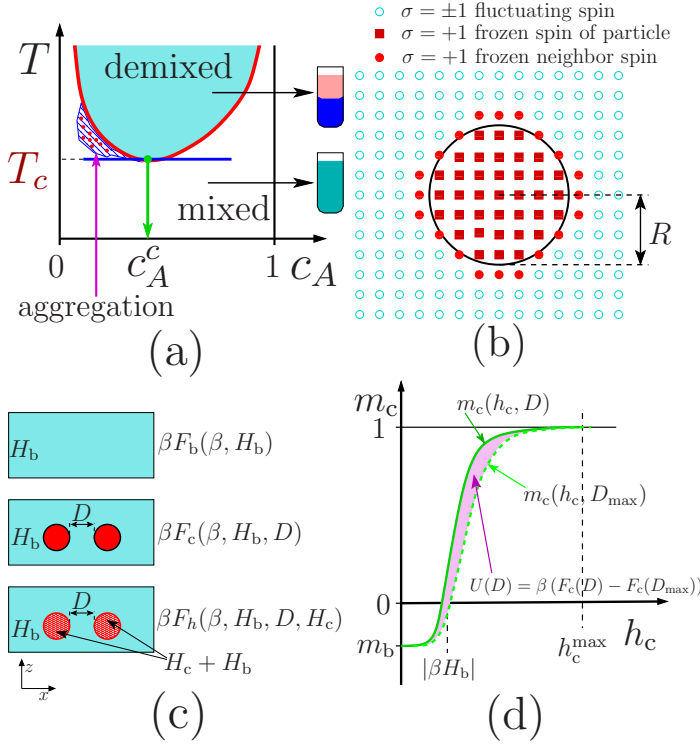 T
demixed
T_c
mixed
0
c_A^c
1
c_A
aggregation
(a)
σ = ±1 fluctuating spin
σ = +1 frozen spin of particle
σ = +1 frozen neighbor spin
R
(b)
H_b
βF_b(β, H_b)
D
H_b
βF_c(β, H_b, D)
D
H_b
βF_h(β, H_b, D, H_c)
H_c + H_b
z
x
(c)
m_c
m_c(h_c, D)
1
m_c(h_c, D_max)
U(D) = β (F_c(D) − F_c(D_max))
0
m_b
|βH_b|
h_c^max
h_c
(d)